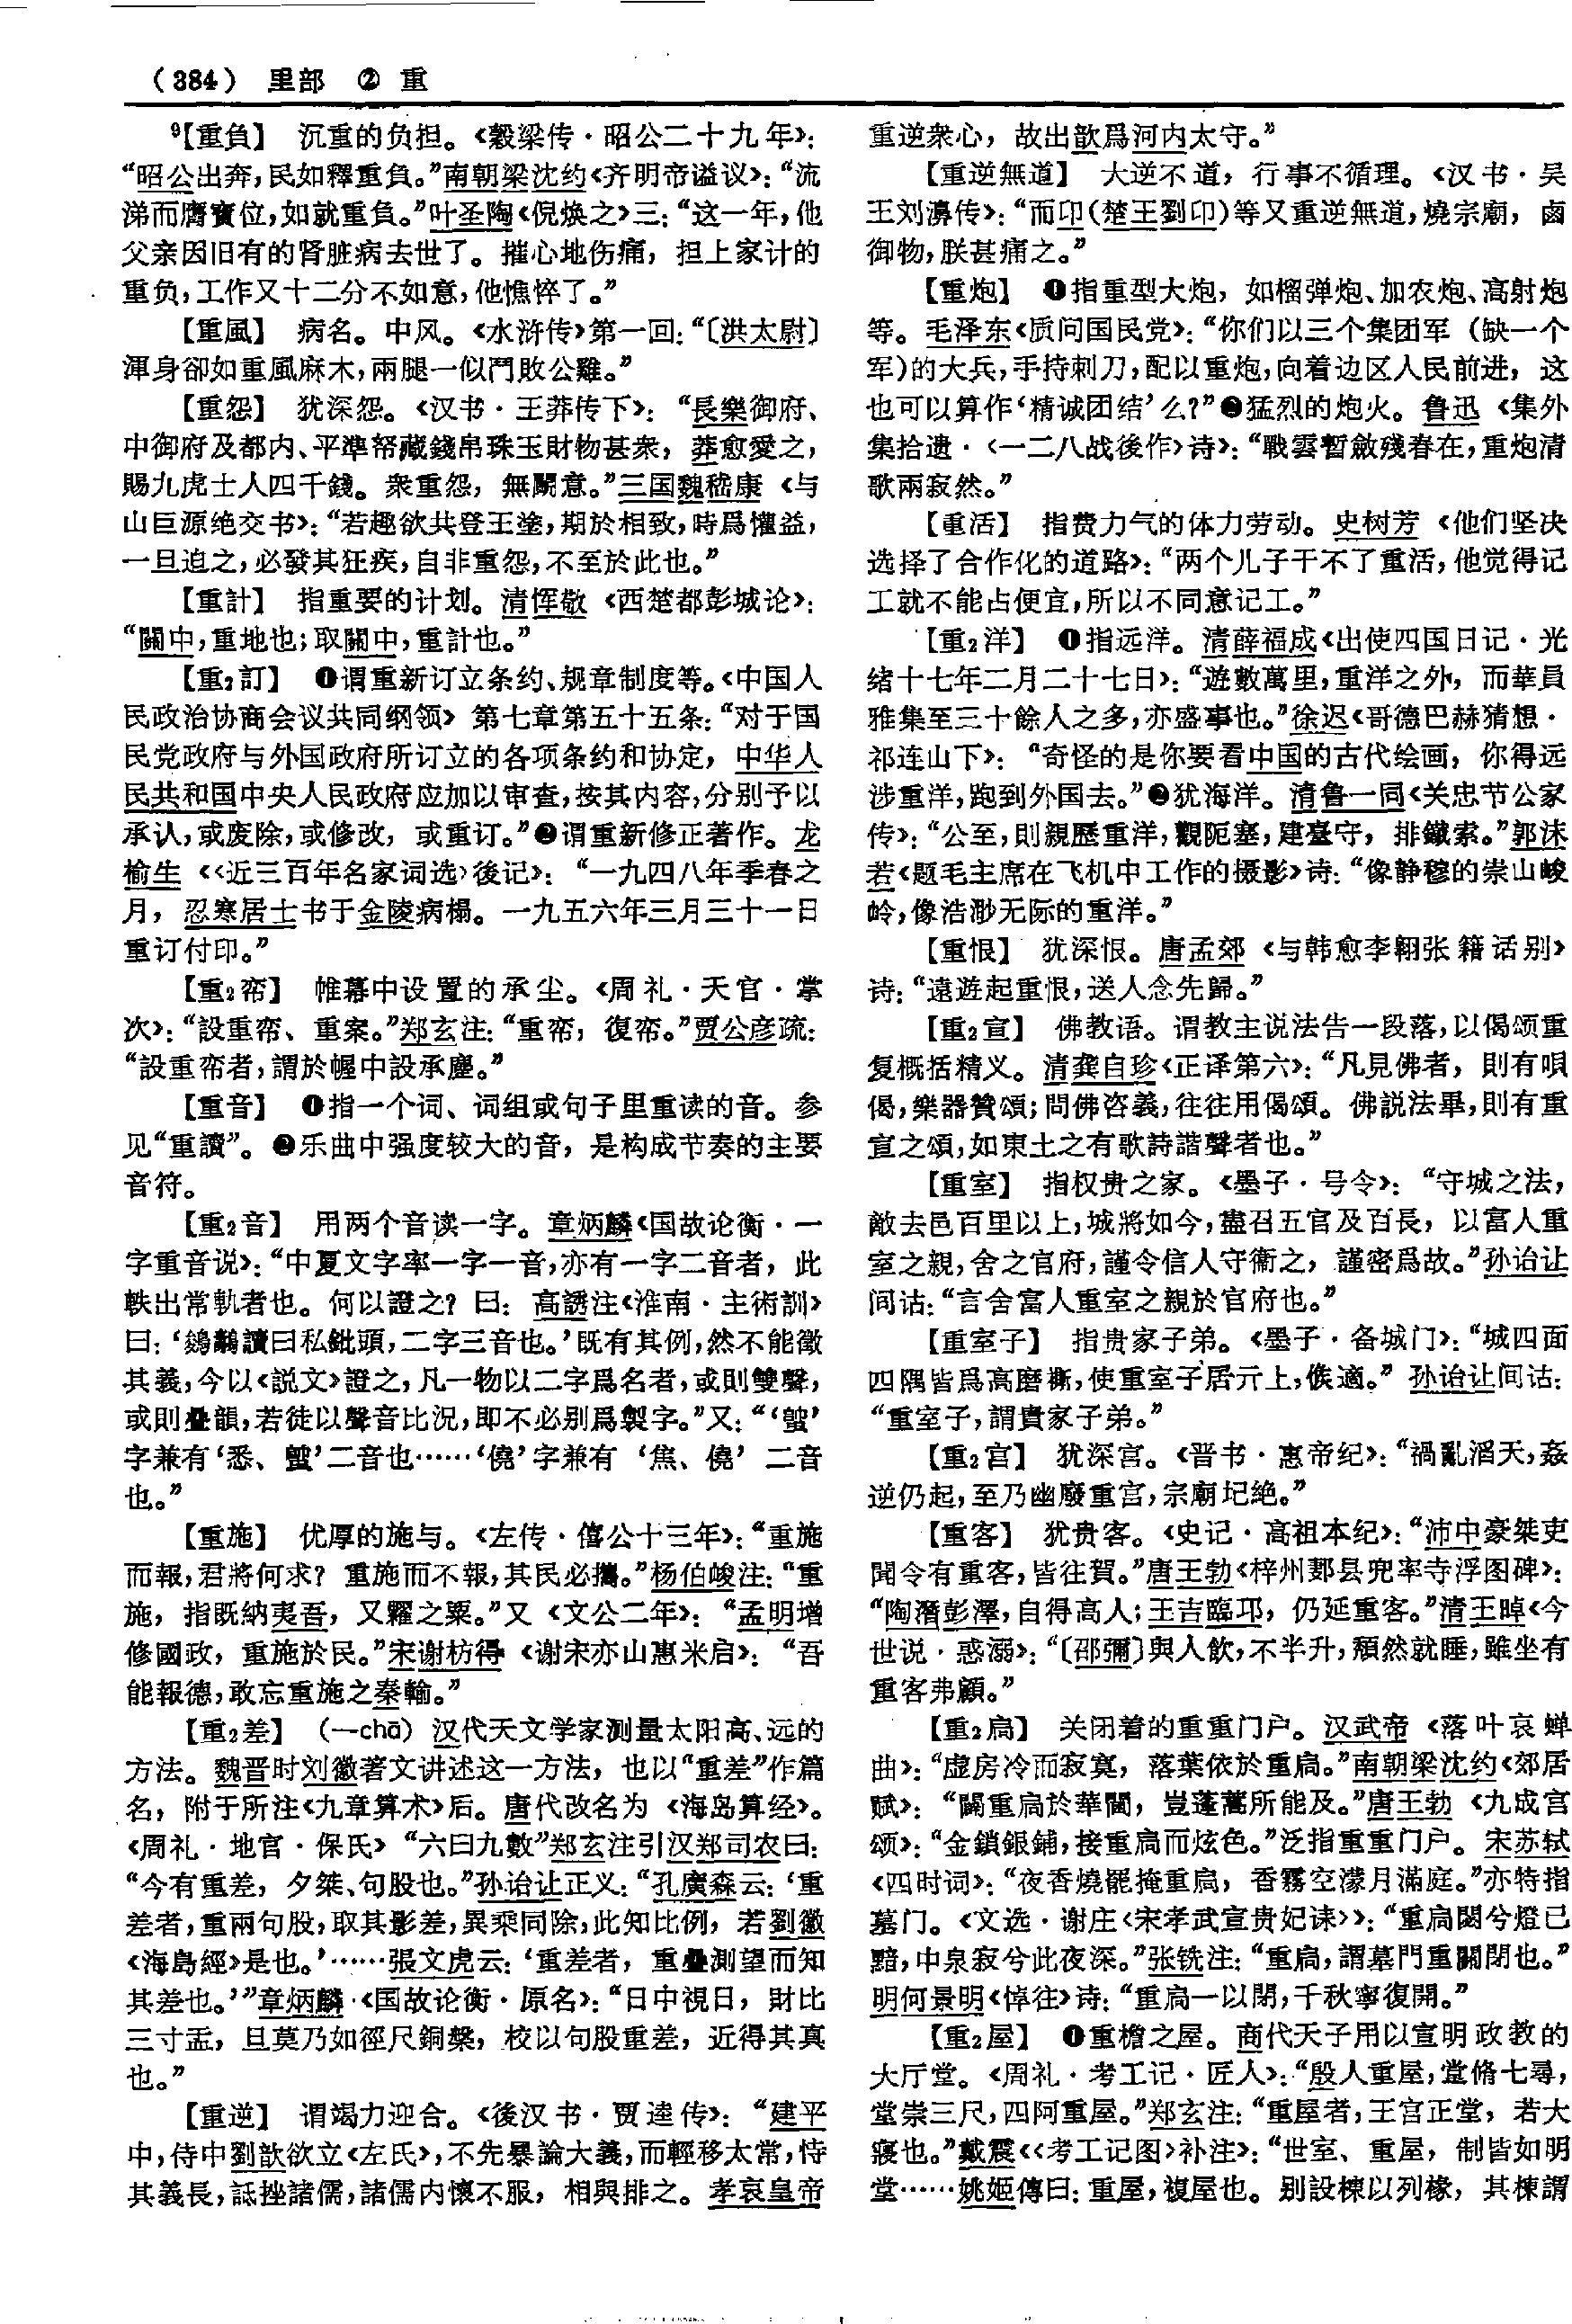 （384） 里部 ② 重
⁹【重負】 沉重的负担。《穀梁传·昭公二十九年》：
“昭公出奔，民如釋重負。”南朝梁沈约《齐明帝谥议》：“流
涕而膺寶位，如就重負。”叶圣陶《倪焕之》三：“这一年，他
父亲因旧有的肾脏病去世了。摧心地伤痛，担上家计的
重负，工作又十二分不如意，他憔悴了。”
【重風】 病名。中风。《水浒传》第一回：“〔洪太尉〕
渾身卻如重風麻木，兩腿一似鬥敗公雞。”
【重怨】 犹深怨。《汉书·王莽传下》：“長樂御府、
中御府及都内、平準帑藏錢帛珠玉財物甚衆，莽愈愛之，
賜九虎士人四千錢。衆重怨，無鬭意。”三国魏嵇康《与
山巨源绝交书》：“若趣欲共登王塗，期於相致，時爲懽益，
一旦迫之，必發其狂疾，自非重怨，不至於此也。”
【重計】 指重要的计划。清恽敬《西楚都彭城论》：
“關中，重地也；取關中，重計也。”
【重₂訂】 ❶谓重新订立条约、规章制度等。《中国人
民政治协商会议共同纲领》第七章第五十五条：“对于国
民党政府与外国政府所订立的各项条约和协定，中华人
民共和国中央人民政府应加以审查，按其内容，分别予以
承认，或废除，或修改，或重订。”❷谓重新修正著作。龙
榆生《〈近三百年名家词选〉後记》：“一九四八年季春之
月，忍寒居士书于金陵病榻。一九五六年三月三十一日
重订付印。”
【重₂帟】 帷幕中设置的承尘。《周礼·天官·掌
次》：“設重帟、重案。”郑玄注：“重帟，復帟。”贾公彦疏：
“設重帟者，謂於幄中設承塵。”
【重音】 ❶指一个词、词组或句子里重读的音。参
见“重讀”。❷乐曲中强度较大的音，是构成节奏的主要
音符。
【重₂音】 用两个音读一字。章炳麟《国故论衡·一
字重音说》：“中夏文字率一字一音，亦有一字二音者，此
軼出常軌者也。何以證之？曰：高誘注《淮南·主術訓》
曰：‘鵕鸃讀曰私鈚頭，二字三音也。’既有其例，然不能徵
其義，今以《説文》證之，凡一物以二字爲名者，或則雙聲，
或則疊韻，若徒以聲音比況，即不必别爲製字。”又：“‘𧎮’
字兼有‘悉、𧎮’二音也……‘僥’字兼有‘焦、僥’二音
也。”
【重施】 优厚的施与。《左传·僖公十三年》：“重施
而報，君將何求？重施而不報，其民必攜。”杨伯峻注：“重
施，指既納夷吾，又糴之粟。”又《文公二年》：“孟明增
修國政，重施於民。”宋谢枋得《谢宋亦山惠米启》：“吾
能報德，敢忘重施之秦輸。”
【重₂差】 （—chā）汉代天文学家测量太阳高、远的
方法。魏晋时刘徽著文讲述这一方法，也以“重差”作篇
名，附于所注《九章算术》后。唐代改名为《海岛算经》。
《周礼·地官·保氏》“六曰九數”郑玄注引汉郑司农曰：
“今有重差，夕桀、句股也。”孙诒让正义：“孔廣森云：‘重
差者，重兩句股，取其影差，異乘同除，此知比例，若劉徽
《海島經》是也。’……張文虎云：‘重差者，重疊測望而知
其差也。’”章炳麟《国故论衡·原名》：“日中視日，財比
三寸盂，旦莫乃如徑尺銅槃，校以句股重差，近得其真
也。”
【重逆】 谓竭力迎合。《後汉书·贾逵传》：“建平
中，侍中劉歆欲立《左氏》，不先暴論大義，而輕移太常，恃
其義長，詆挫諸儒，諸儒内懷不服，相與排之。孝哀皇帝
重逆衆心，故出歆爲河内太守。”
【重逆無道】 大逆不道，行事不循理。《汉书·吴
王刘濞传》：“而卬（楚王劉卬）等又重逆無道，燒宗廟，鹵
御物，朕甚痛之。”
【重炮】 ❶指重型大炮，如榴弹炮、加农炮、高射炮
等。毛泽东《质问国民党》：“你们以三个集团军（缺一个
军）的大兵，手持刺刀，配以重炮，向着边区人民前进，这
也可以算作‘精诚团结’么？”❷猛烈的炮火。鲁迅《集外
集拾遗·〈一二八战後作〉诗》：“戰雲暫斂殘春在，重炮清
歌兩寂然。”
【重活】 指费力气的体力劳动。史树芳《他们坚决
选择了合作化的道路》：“两个儿子干不了重活，他觉得记
工就不能占便宜，所以不同意记工。”
【重₂洋】 ❶指远洋。清薛福成《出使四国日记·光
绪十七年二月二十七日》：“遊數萬里，重洋之外，而華員
雅集至三十餘人之多，亦盛事也。”徐迟《哥德巴赫猜想·
祁连山下》：“奇怪的是你要看中国的古代绘画，你得远
涉重洋，跑到外国去。”❷犹海洋。清鲁一同《关忠节公家
传》：“公至，則親歷重洋，觀阨塞，建臺守，排鐵索。”郭沫
若《题毛主席在飞机中工作的摄影》诗：“像静穆的崇山峻
岭，像浩渺无际的重洋。”
【重恨】 犹深恨。唐孟郊《与韩愈李翱张籍话别》
诗：“遠遊起重恨，送人念先歸。”
【重₂宣】 佛教语。谓教主说法告一段落，以偈颂重
复概括精义。清龚自珍《正译第六》：“凡見佛者，則有唄
偈，樂器贊頌；問佛咨義，往往用偈頌。佛説法畢，則有重
宣之頌，如東土之有歌詩諧聲者也。”
【重室】 指权贵之家。《墨子·号令》：“守城之法，
敵去邑百里以上，城將如今，盡召五官及百長，以富人重
室之親，舍之官府，謹令信人守衛之，謹密爲故。”孙诒让
间诂：“言舍富人重室之親於官府也。”
【重室子】 指贵家子弟。《墨子·备城门》：“城四面
四隅皆爲高磨𢷮，使重室子居亓上，候適。”孙诒让间诂：
“重室子，謂貴家子弟。”
【重₂宫】 犹深宫。《晋书·惠帝纪》：“禍亂滔天，姦
逆仍起，至乃幽廢重宫，宗廟圮絶。”
【重客】 犹贵客。《史记·高祖本纪》：“沛中豪桀吏
聞令有重客，皆往賀。”唐王勃《梓州郪县兜率寺浮图碑》：
“陶潛彭澤，自得高人；王吉臨邛，仍延重客。”清王晫《今
世说·惑溺》：“〔邵彌〕與人飲，不半升，頹然就睡，雖坐有
重客弗顧。”
【重₂扃】 关闭着的重重门户。汉武帝《落叶哀蝉
曲》：“虚房冷而寂寞，落葉依於重扃。”南朝梁沈约《郊居
赋》：“闢重扃於華閫，豈蓬蒿所能及。”唐王勃《九成宫
颂》：“金鎖銀鋪，接重扃而炫色。”泛指重重门户。宋苏轼
《四时词》：“夜香燒罷掩重扃，香霧空濛月滿庭。”亦特指
墓门。《文选·谢庄〈宋孝武宣贵妃诔〉》：“重扃閟兮燈已
黯，中泉寂兮此夜深。”张铣注：“重扃，謂墓門重關閉也。”
明何景明《悼往》诗：“重扃一以閉，千秋寧復開。”
【重₂屋】 ❶重檐之屋。商代天子用以宣明政教的
大厅堂。《周礼·考工记·匠人》：“殷人重屋，堂脩七尋，
堂崇三尺，四阿重屋。”郑玄注：“重屋者，王宫正堂，若大
寢也。”戴震《〈考工记图〉补注》：“世室、重屋，制皆如明
堂……姚姬傳曰：重屋，複屋也。别設棟以列椽，其棟謂